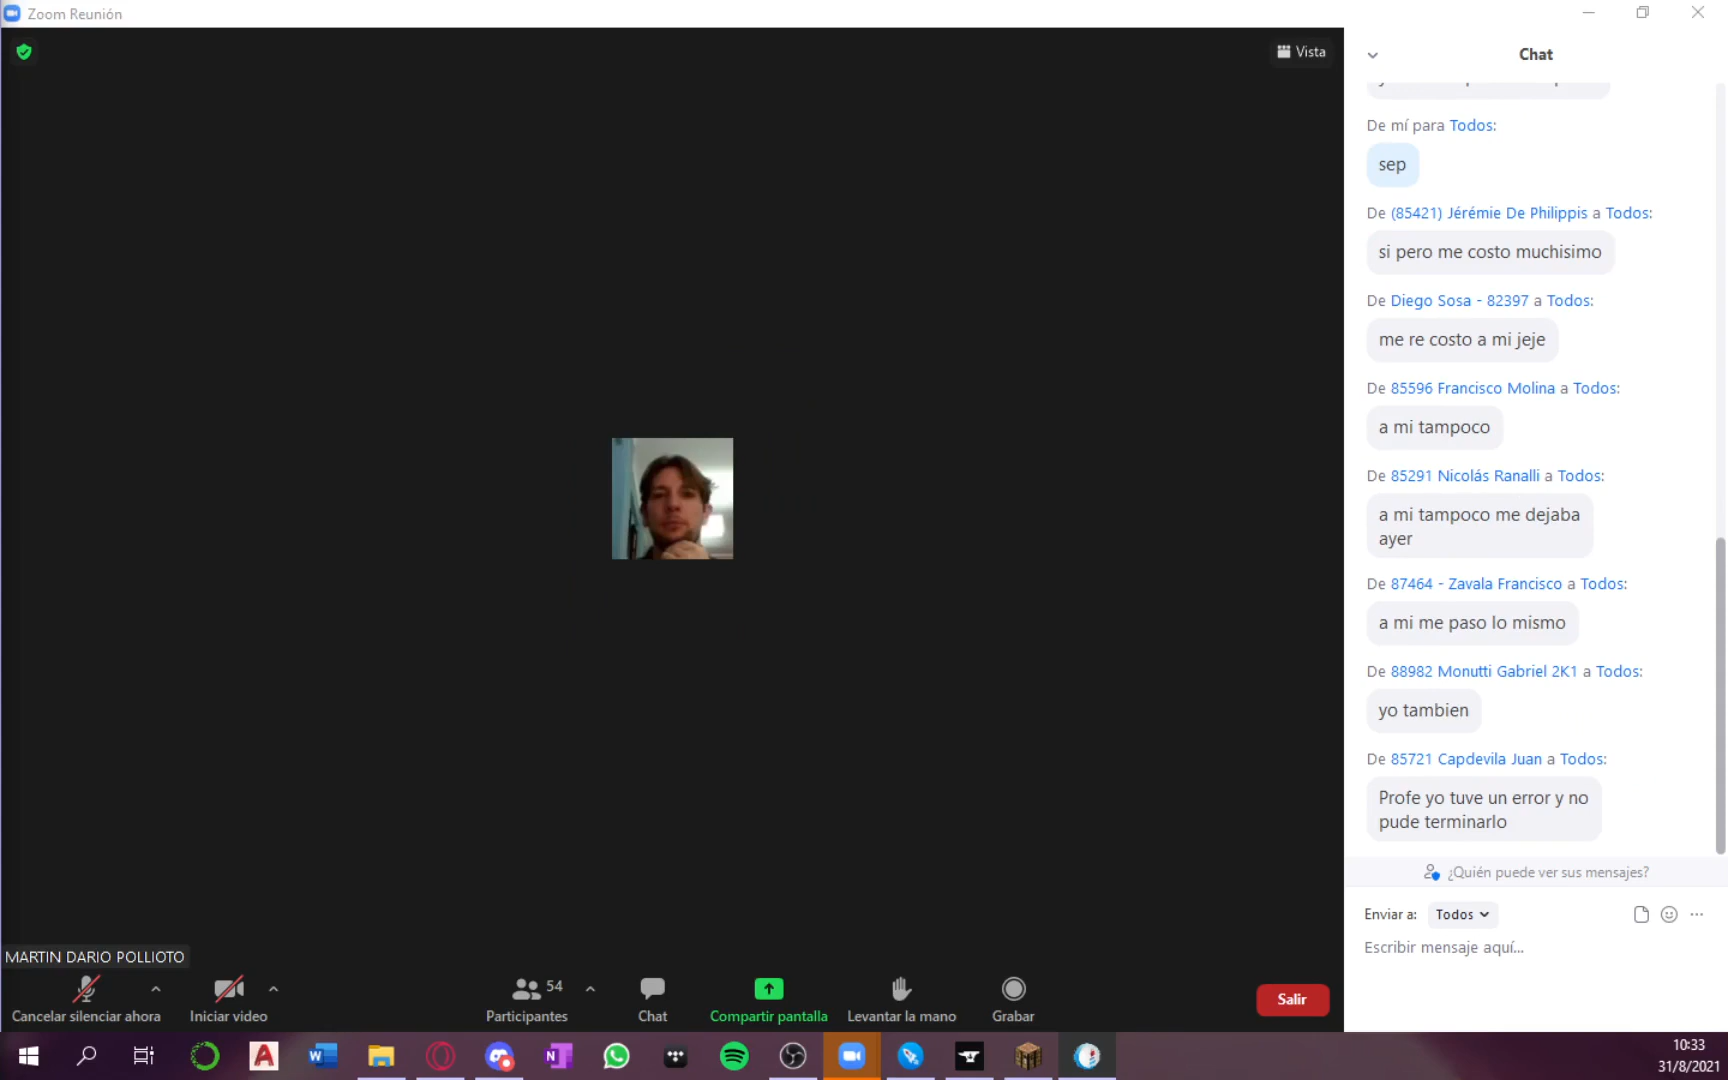 Zoom Reunión
Vista
Chat
De mí para Todos:
sep
De (85421) Jérémie De Philippis a Todos:
si pero me costo muchisimo
De Diego Sosa - 82397 a Todos:
me re costo a mi jeje
De 85596 Francisco Molina a Todos:
a mi tampoco
De 85291 Nicolás Ranalli a Todos:
a mi tampoco me dejaba
ayer
De 87464 - Zavala Francisco a Todos:
a mi me paso lo mismo
De 88982 Monutti Gabriel 2K1 a Todos:
yo tambien
De 85721 Capdevila Juan a Todos:
Profe yo tuve un error y no
pude terminarlo
¿Quién puede ver sus mensajes?
Enviar a: Todos
Escribir mensaje aquí...
MARTIN DARIO POLLIOTO
54
Cancelar silenciar ahora
Iniciar video
Participantes
Chat
Compartir pantalla
Levantar la mano
Grabar
Salir
10:33
31/8/2021